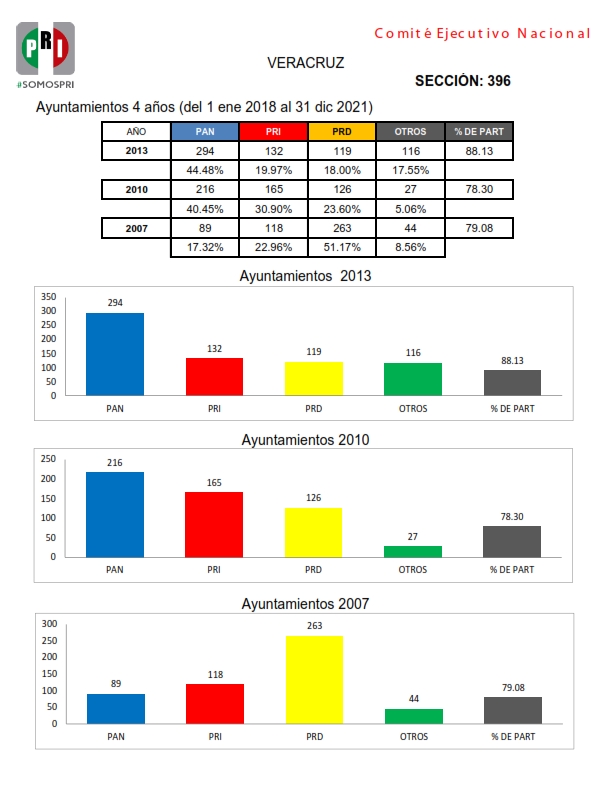 Comité Ejecutivo Nacional
PRI
#SOMOSPRI
VERACRUZ
SECCIÓN: 396
Ayuntamientos 4 años (del 1 ene 2018 al 31 dic 2021)
AÑO PAN PRI PRD OTROS % DE PART
2013 294 132 119 116 88.13
44.48% 19.97% 18.00% 17.55%
2010 216 165 126 27 78.30
40.45% 30.90% 23.60% 5.06%
2007 89 118 263 44 79.08
17.32% 22.96% 51.17% 8.56%
Ayuntamientos 2013
350
300
250
200
150
100
50
0
294
132
119
116
88.13
PAN PRI PRD OTROS % DE PART
Ayuntamientos 2010
250
200
150
100
50
0
216
165
126
27
78.30
PAN PRI PRD OTROS % DE PART
Ayuntamientos 2007
300
250
200
150
100
50
0
89
118
263
44
79.08
PAN PRI PRD OTROS % DE PART